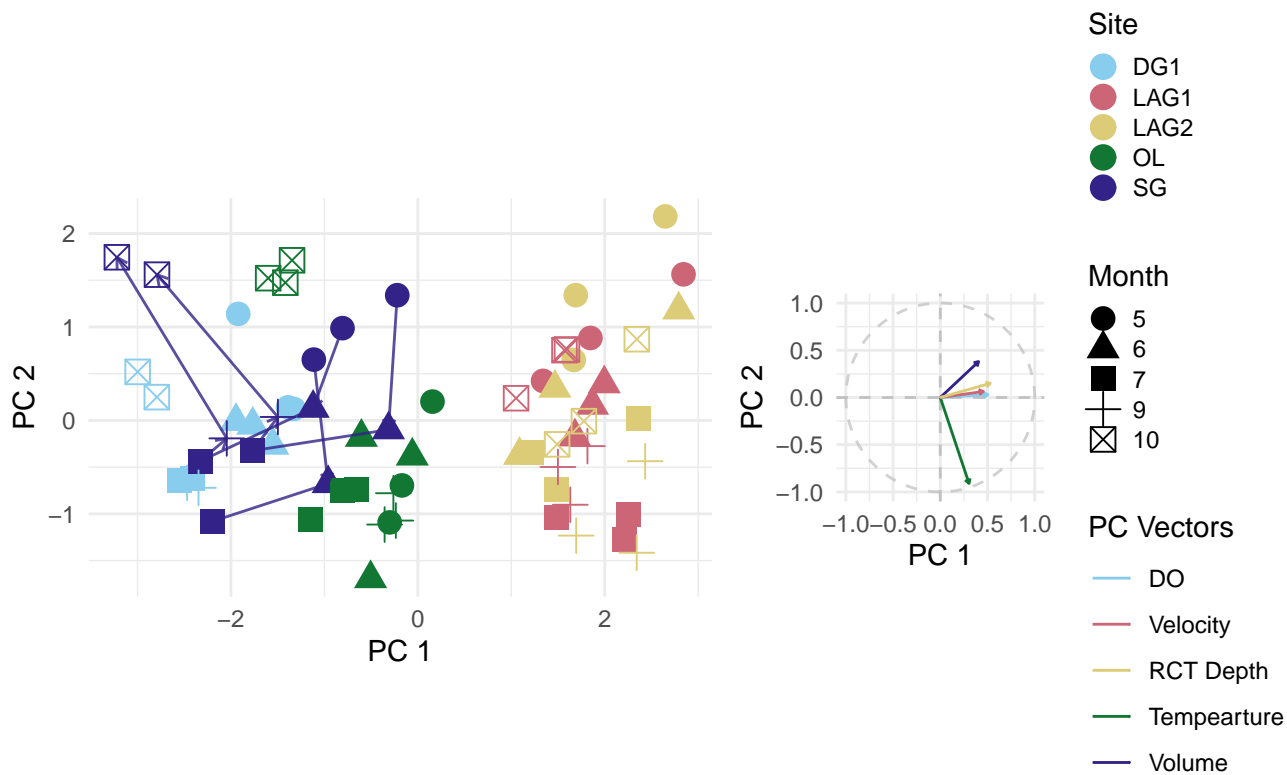 2
1
0
−1
PC 2
−2
0
2
PC 1
1.0
0.5
0.0
−0.5
−1.0
PC 2
−1.0−0.5 0.0 0.5 1.0
PC 1
Site
DG1
LAG1
LAG2
OL
SG
Month
5
6
7
9
10
PC Vectors
DO
Velocity
RCT Depth
Tempearture
Volume